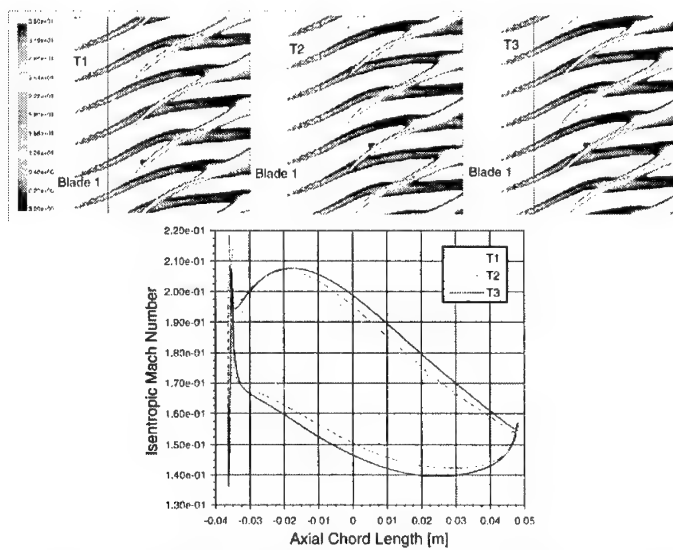 T1
Blade 1
T2
Blade 1
T3
Blade 1
2.20e-01
2.10e-01
2.00e-01
1.90e-01
1.80e-01
1.70e-01
1.60e-01
1.50e-01
1.40e-01
1.30e-01
Isentropic Mach Number
T1
T2
T3
-0.04 -0.03 -0.02 -0.01 0 0.01 0.02 0.03 0.04 0.05
Axial Chord Length [m]